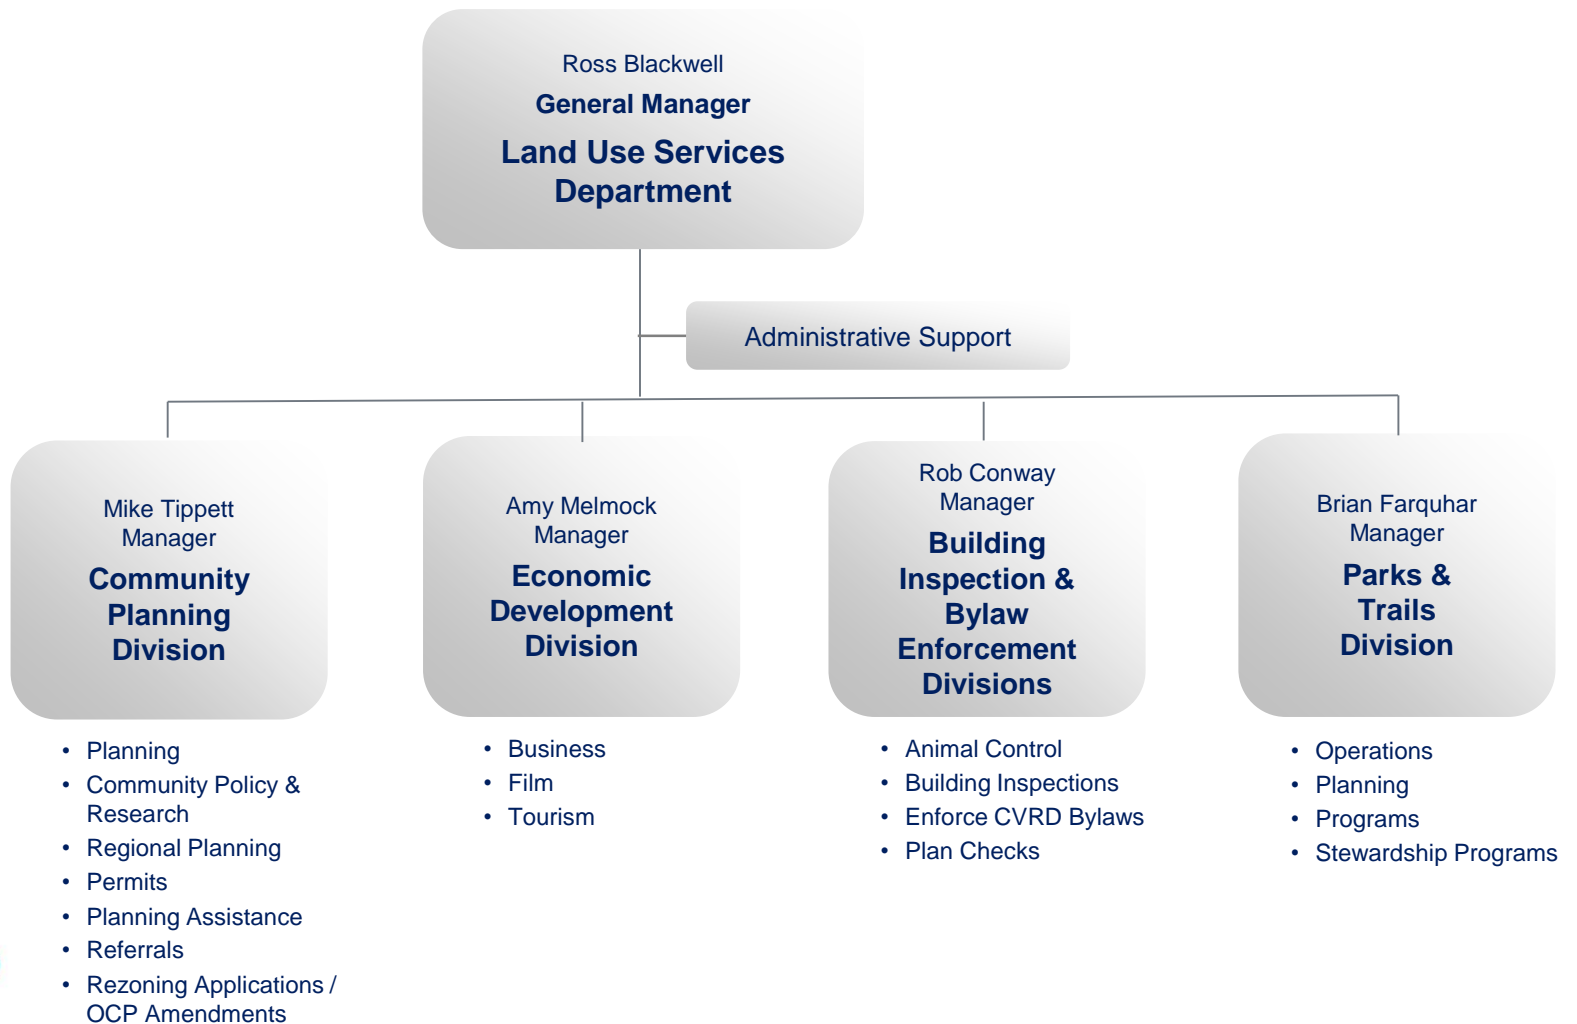 Ross Blackwell
General Manager
Land Use Services
Department
Administrative Support
Mike Tippett
Manager
Community
Planning
Division
• Planning
• Community Policy &
Research
• Regional Planning
• Permits
• Planning Assistance
• Referrals
• Rezoning Applications /
OCP Amendments
Amy Melmock
Manager
Economic
Development
Division
• Business
• Film
• Tourism
Rob Conway
Manager
Building
Inspection &
Bylaw
Enforcement
Divisions
• Animal Control
• Building Inspections
• Enforce CVRD Bylaws
• Plan Checks
Brian Farquhar
Manager
Parks &
Trails
Division
• Operations
• Planning
• Programs
• Stewardship Programs